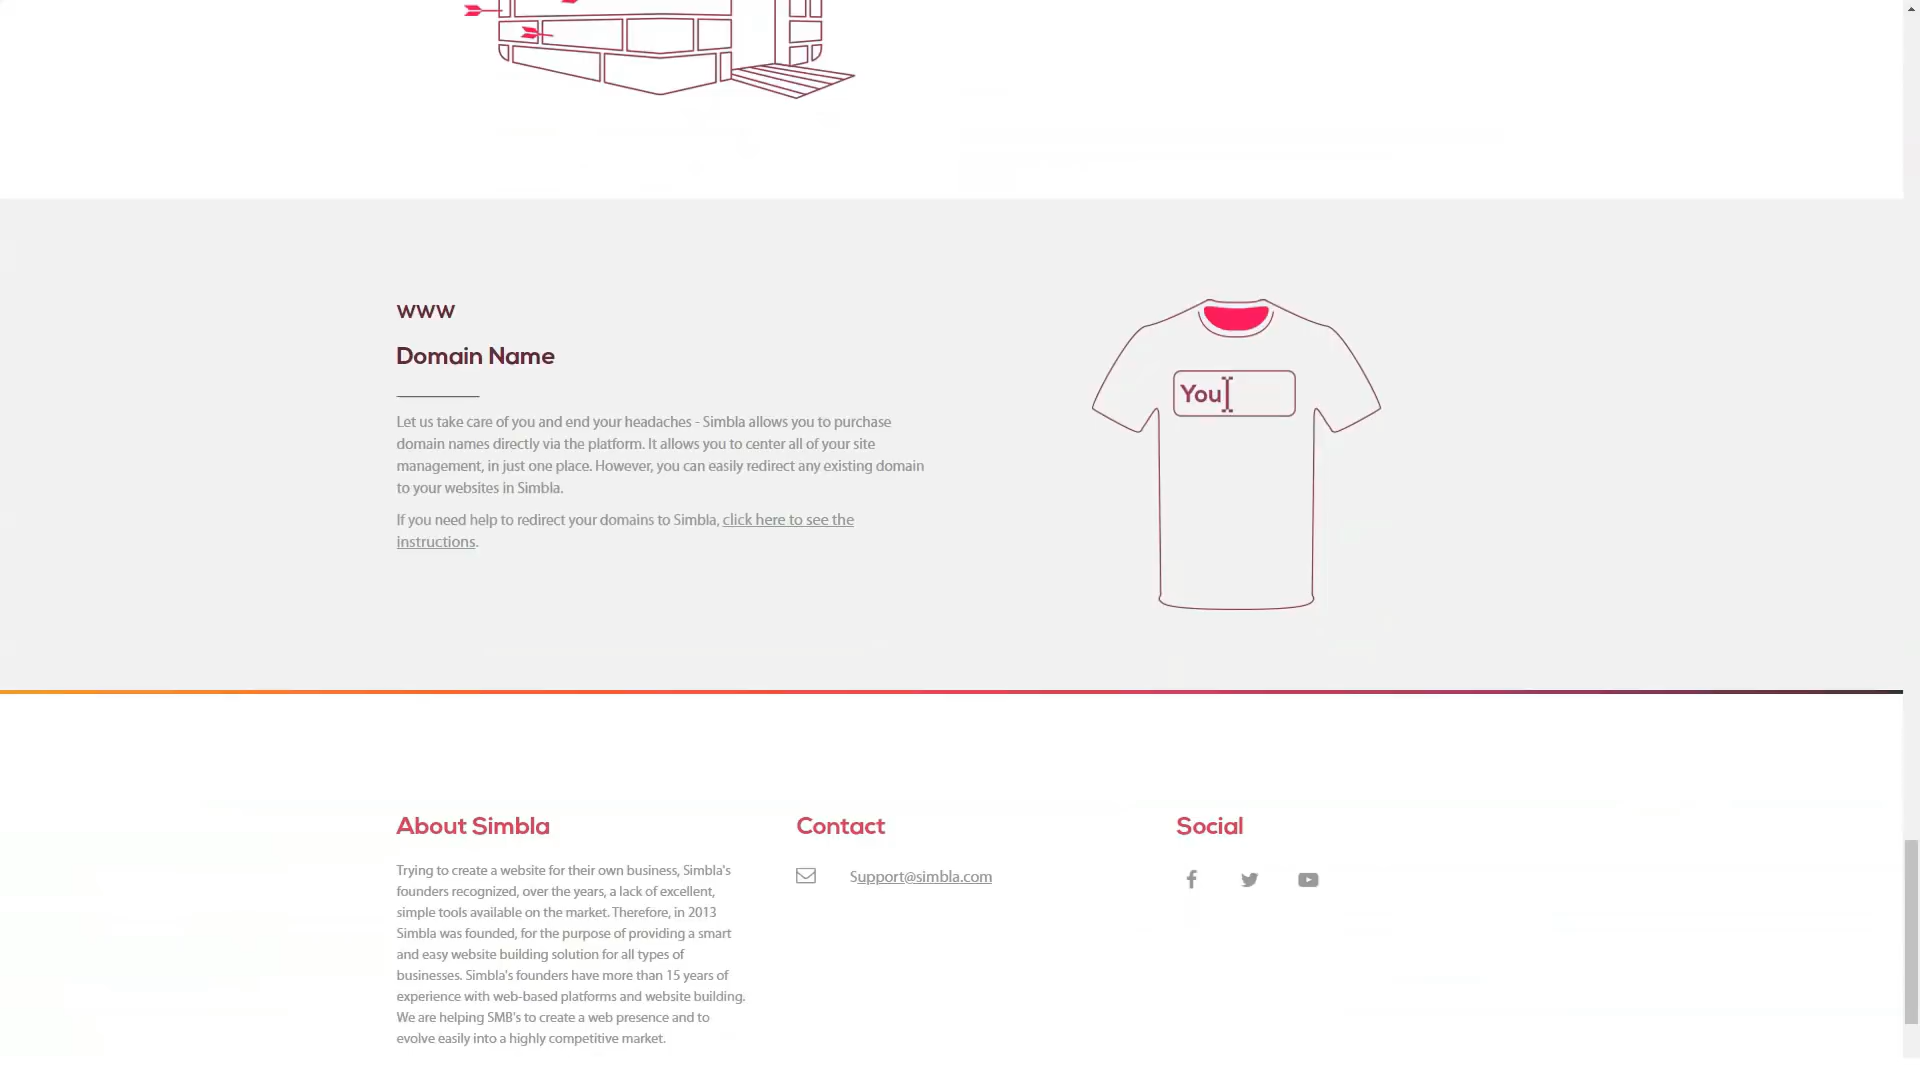 www
Domain Name
Let us take care of you and end your headaches - Simbla allows you to purchase
domain names directly via the platform. It allows you to center all of your site
management, in just one place. However, you can easily redirect any existing domain
to your websites in Simbla.
If you need help to redirect your domains to Simbla, click here to see the
instructions.
You
About Simbla
Trying to create a website for their own business, Simbla's
founders recognized, over the years, a lack of excellent,
simple tools available on the market. Therefore, in 2013
Simbla was founded, for the purpose of providing a smart
and easy website building solution for all types of
businesses. Simbla's founders have more than 15 years of
experience with web-based platforms and website building.
We are helping SMB's to create a web presence and to
evolve easily into a highly competitive market.
Contact
Support@simbla.com
Social